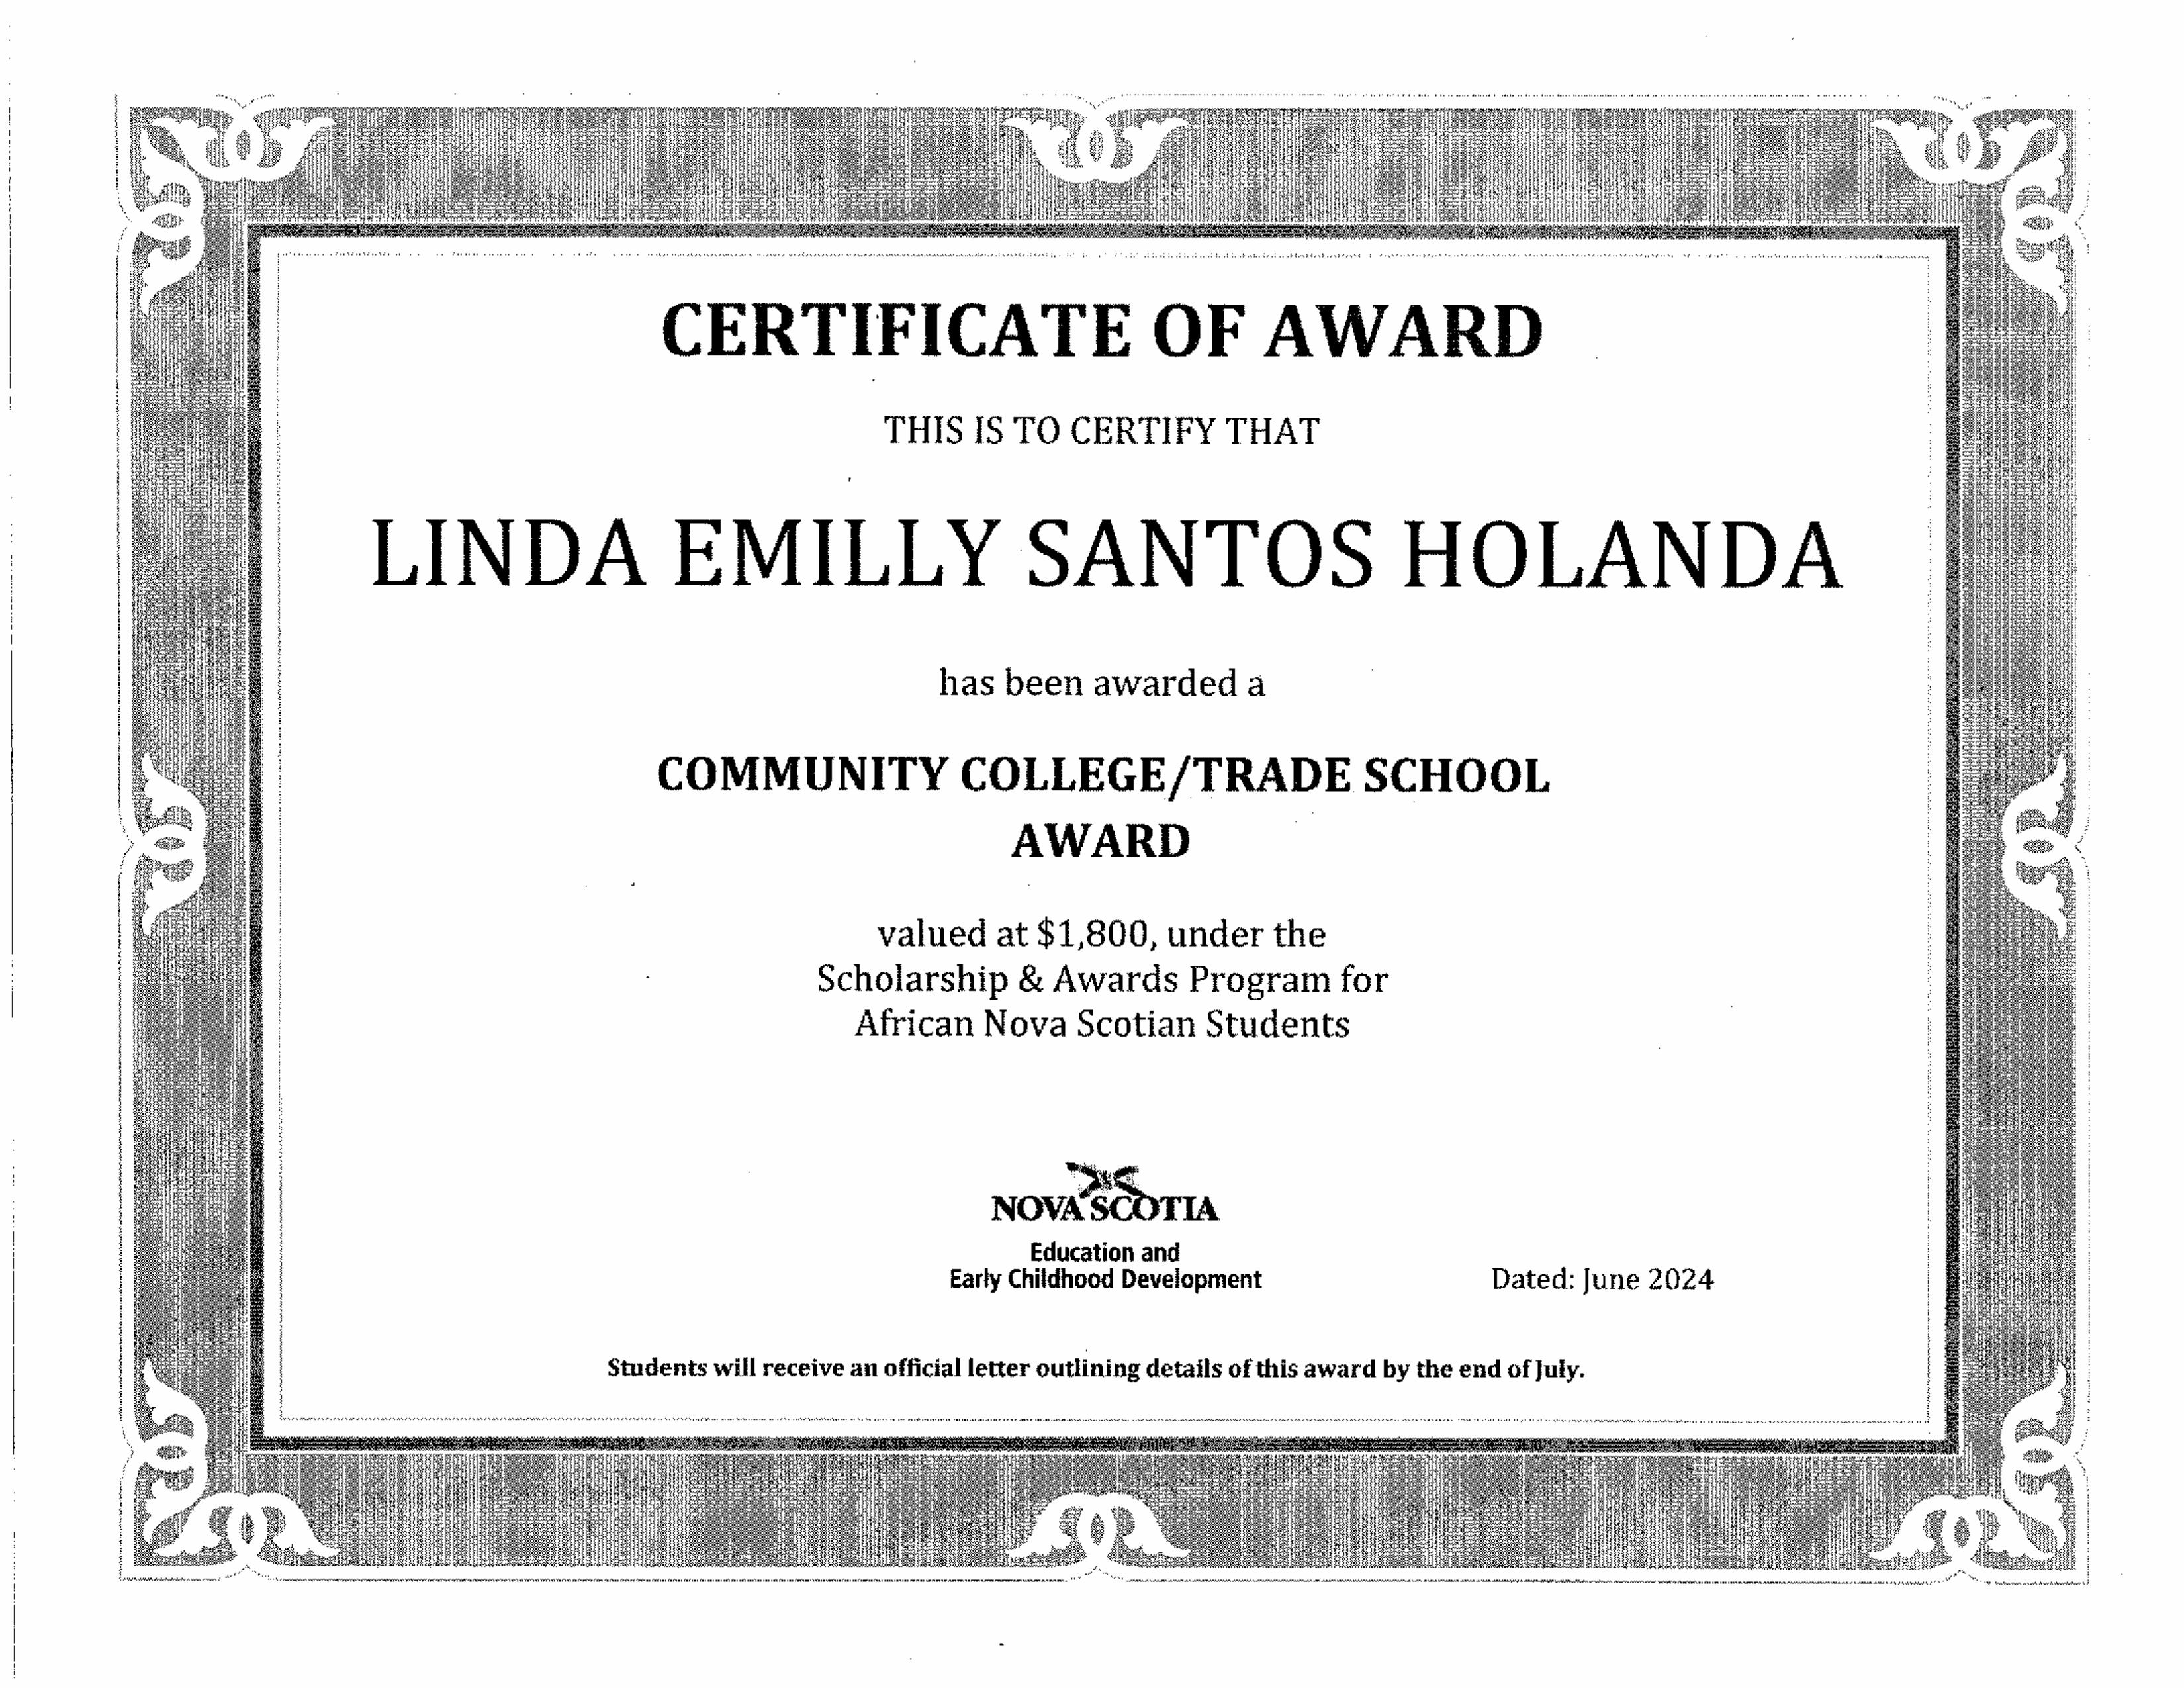 CERTIFICATE OF AWARD
THIS IS TO CERTIFY THAT
LINDA EMILLY SANTOS HOLANDA
has been awarded a
COMMUNITY COLLEGE/TRADE SCHOOL
AWARD
valued at $1,800, under the
Scholarship & Awards Program for
African Nova Scotian Students
NOVA SCOTIA
Education and
Early Childhood Development
Dated: June 2024
Students will receive an official letter outlining details of this award by the end of July.